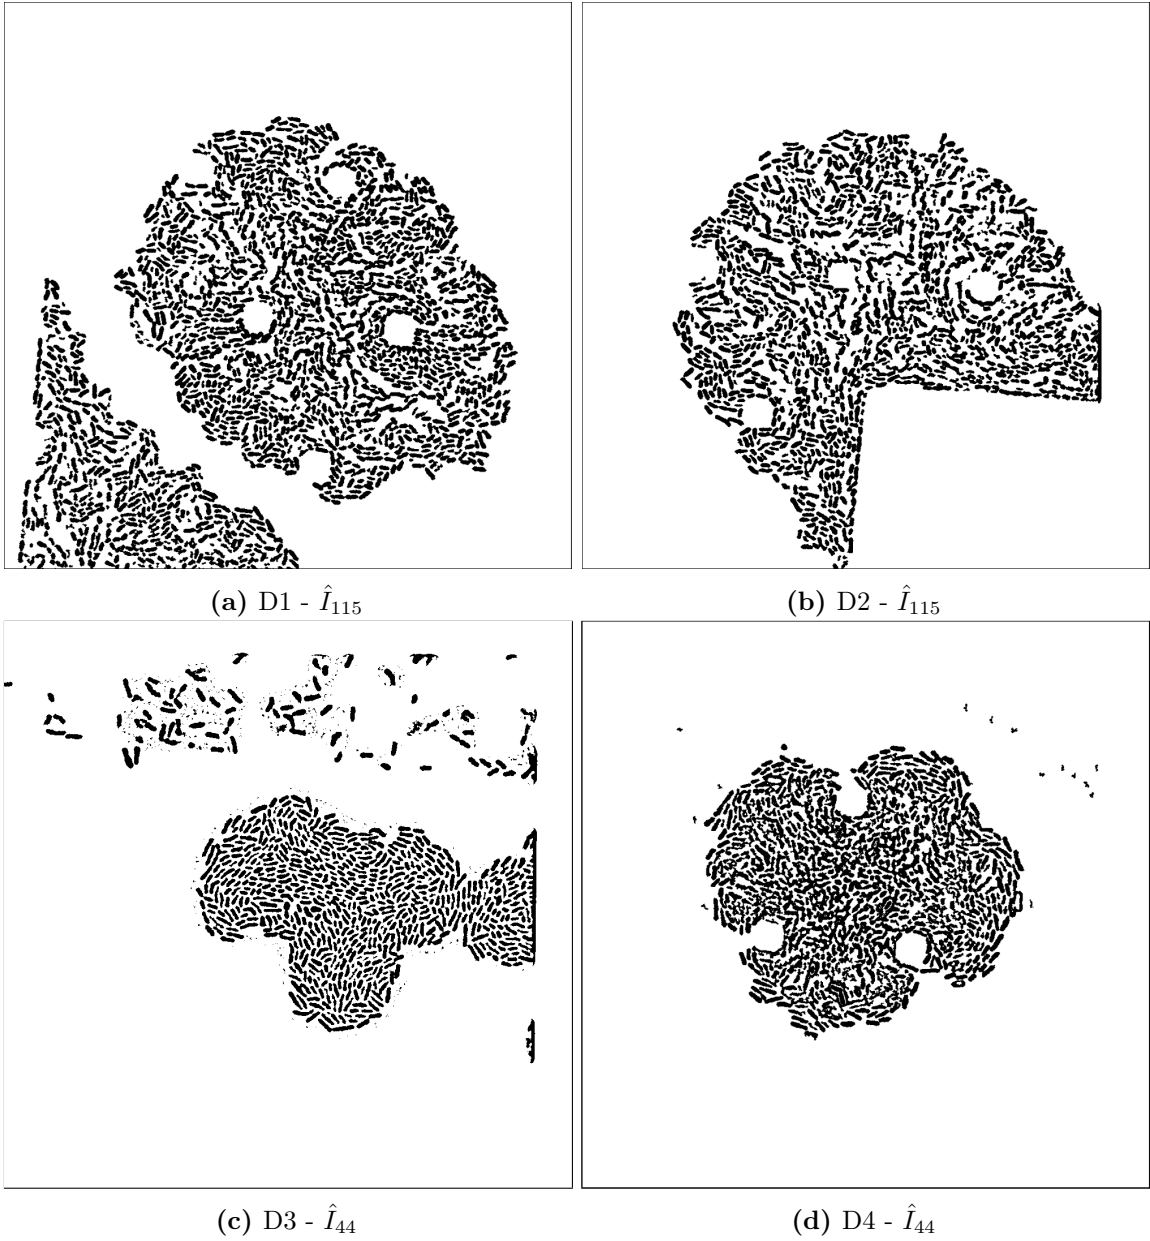 (a) D1 - Î₁₁₅
(b) D2 - Î₁₁₅
(c) D3 - Î₄₄
(d) D4 - Î₄₄